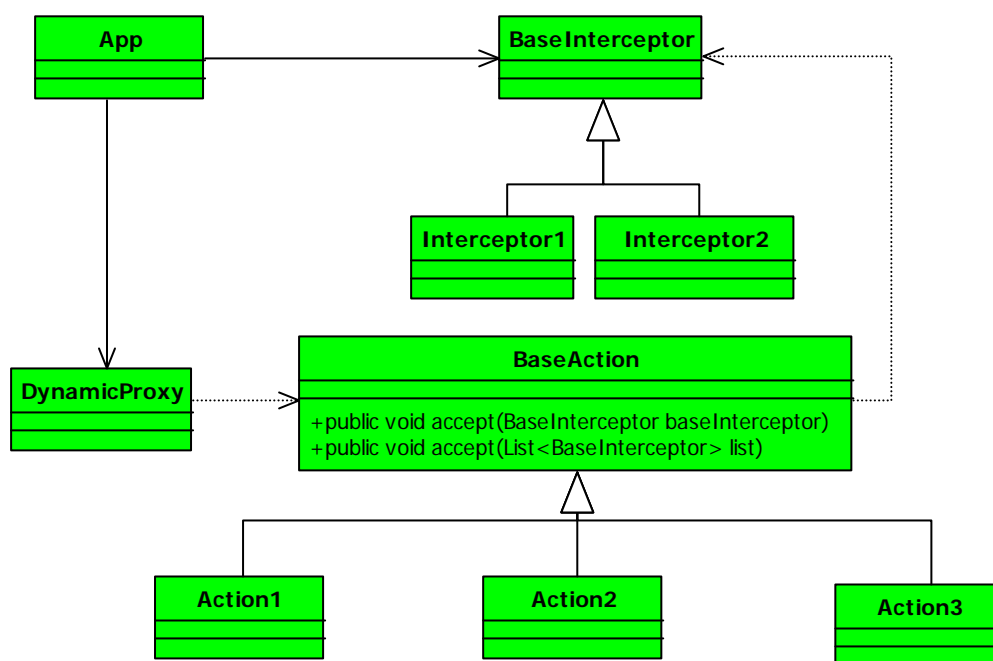 App
BaseInterceptor
Interceptor1
Interceptor2
BaseAction
DynamicProxy
+public void accept(BaseInterceptor baseInterceptor)
+public void accept(List<BaseInterceptor> list)
Action1
Action2
Action3